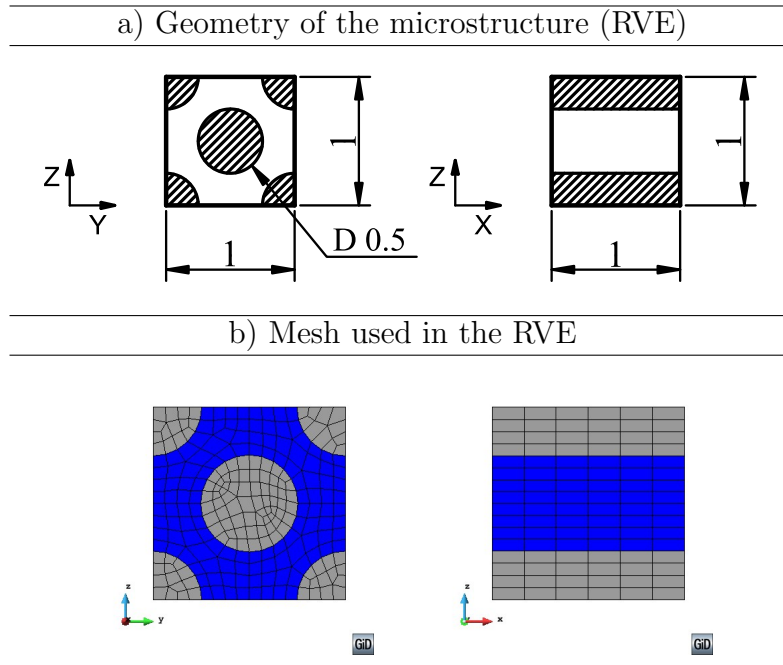 a) Geometry of the microstructure (RVE)
Z
Y
1
1
D 0.5
Z
X
1
1
b) Mesh used in the RVE
z
y
GiD
z
x
GiD